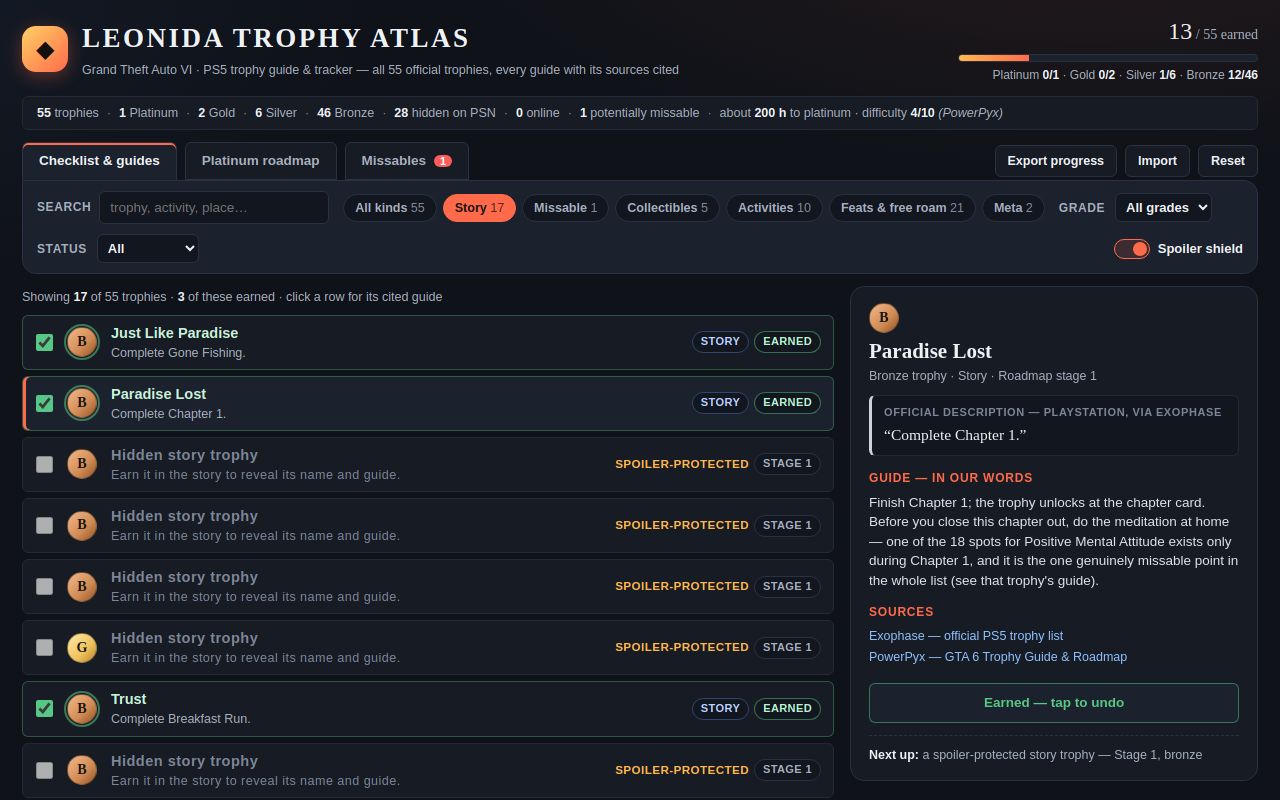 LEONIDA TROPHY ATLAS
Grand Theft Auto VI · PS5 trophy guide & tracker — all 55 official trophies, every guide with its sources cited
13 / 55 earned
Platinum 0/1 · Gold 0/2 · Silver 1/6 · Bronze 12/46
55 trophies · 1 Platinum · 2 Gold · 6 Silver · 46 Bronze · 28 hidden on PSN · 0 online · 1 potentially missable · about 200 h to platinum · difficulty 4/10 (PowerPyx)
Checklist & guides
Platinum roadmap
Missables 1
Export progress
Import
Reset
SEARCH
trophy, activity, place…
All kinds 55
Story 17
Missable 1
Collectibles 5
Activities 10
Feats & free roam 21
Meta 2
GRADE
All grades
STATUS
All
Spoiler shield
Showing 17 of 55 trophies · 3 of these earned · click a row for its cited guide
B
Just Like Paradise
Complete Gone Fishing.
STORY
EARNED
B
Paradise Lost
Complete Chapter 1.
STORY
EARNED
B
Hidden story trophy
Earn it in the story to reveal its name and guide.
SPOILER-PROTECTED
STAGE 1
B
Hidden story trophy
Earn it in the story to reveal its name and guide.
SPOILER-PROTECTED
STAGE 1
B
Hidden story trophy
Earn it in the story to reveal its name and guide.
SPOILER-PROTECTED
STAGE 1
G
Hidden story trophy
Earn it in the story to reveal its name and guide.
SPOILER-PROTECTED
STAGE 1
B
Trust
Complete Breakfast Run.
STORY
EARNED
B
Hidden story trophy
Earn it in the story to reveal its name and guide.
SPOILER-PROTECTED
STAGE 1
B
Paradise Lost
Bronze trophy · Story · Roadmap stage 1
OFFICIAL DESCRIPTION — PLAYSTATION, VIA EXOPHASE
“Complete Chapter 1.”
GUIDE — IN OUR WORDS
Finish Chapter 1; the trophy unlocks at the chapter card.
Before you close this chapter out, do the meditation at home
— one of the 18 spots for Positive Mental Attitude exists only
during Chapter 1, and it is the one genuinely missable point in
the whole list (see that trophy's guide).
SOURCES
Exophase — official PS5 trophy list
PowerPyx — GTA 6 Trophy Guide & Roadmap
Earned — tap to undo
Next up: a spoiler-protected story trophy — Stage 1, bronze